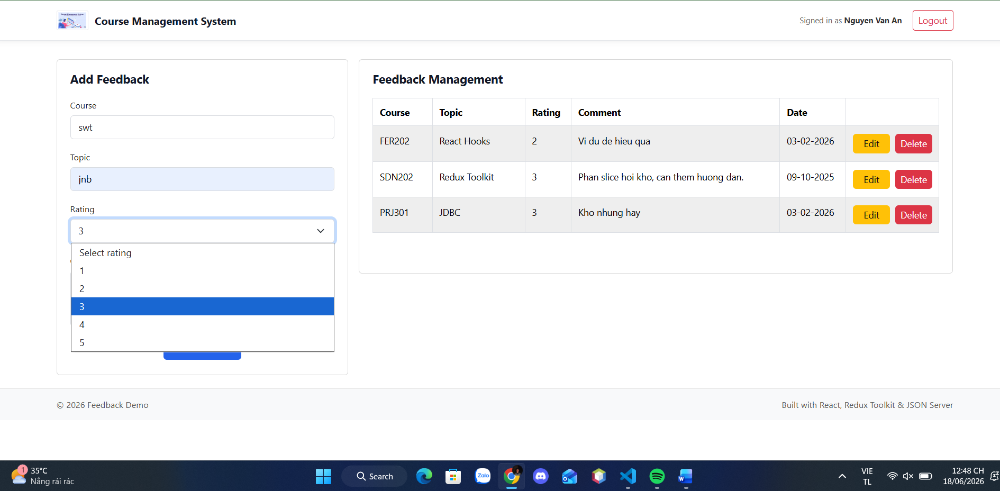 Course Management System
Signed in as Nguyen Van An
Logout
Add Feedback
Course
swt
Topic
jnb
Rating
3
Select rating
1
2
3
4
5
Feedback Management
Course Topic Rating Comment Date
FER202 React Hooks 2 Vi du de hieu qua 03-02-2026 Edit Delete
SDN202 Redux Toolkit 3 Phan slice hoi kho, can them huong dan. 09-10-2025 Edit Delete
PRJ301 JDBC 3 Kho nhung hay 03-02-2026 Edit Delete
© 2026 Feedback Demo
Built with React, Redux Toolkit & JSON Server
1
35°C
Nắng rải rác
Search
Zalo
VIE
TL
12:48 CH
18/06/2026